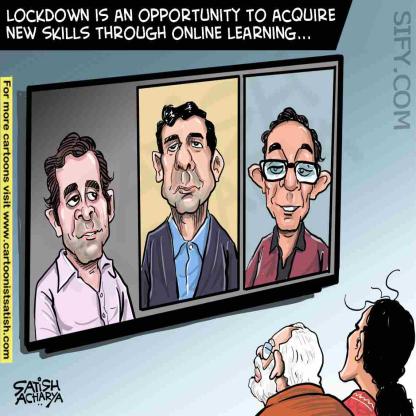 LOCKDOWN IS AN OPPORTUNITY TO ACQUIRE
NEW SKILLS THROUGH ONLINE LEARNING...
SIFY.COM
For more cartoons visit www.cartoonistsatish.com
SATISH
ACHARYA